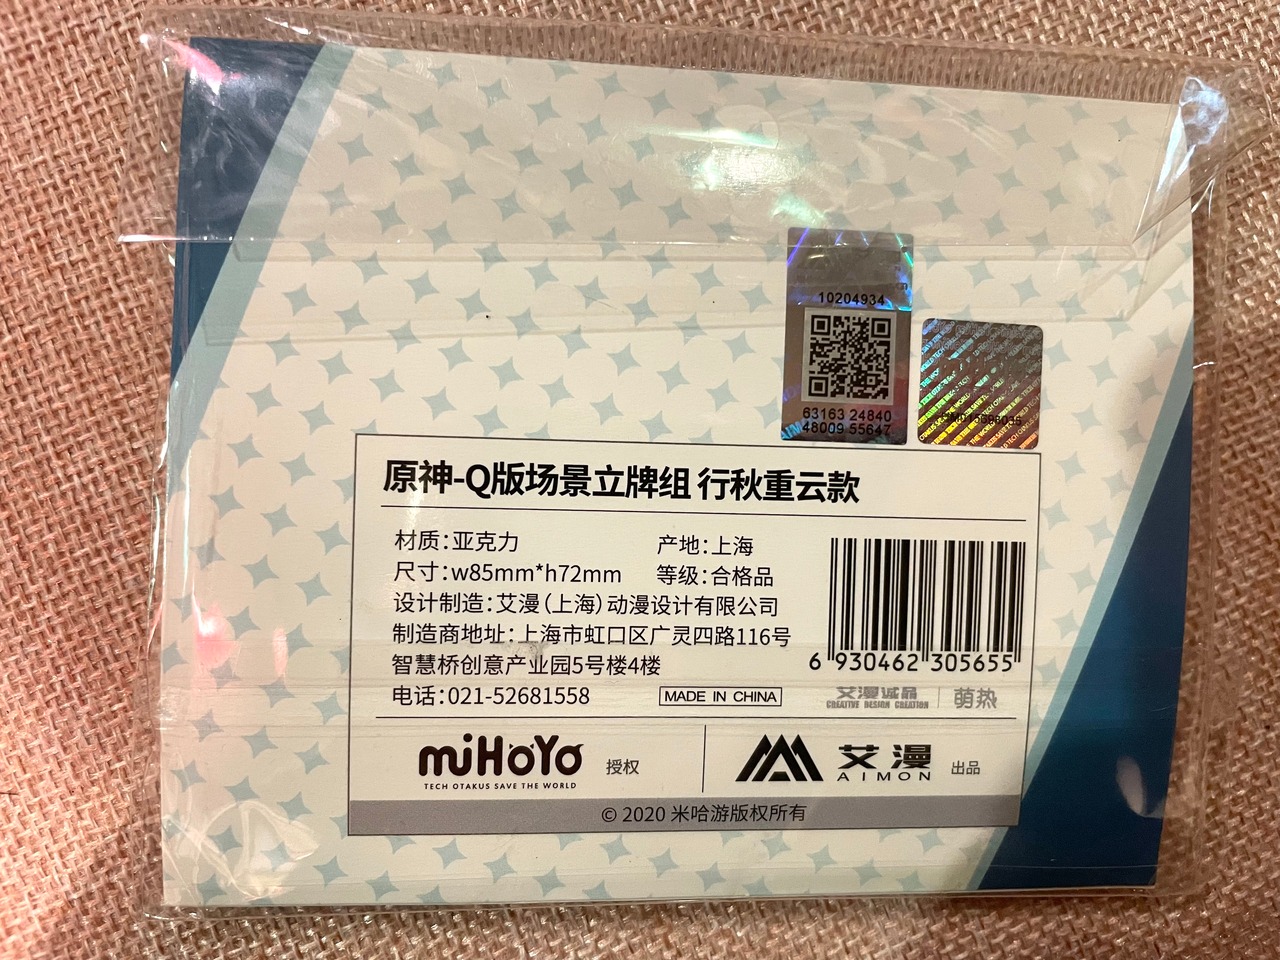 10204934
63163 24840
48009 55647
原神-Q版场景立牌组 行秋重云款
材质：亚克力 产地：上海
尺寸：w85mm*h72mm 等级：合格品
设计制造：艾漫（上海）动漫设计有限公司
制造商地址：上海市虹口区广灵四路116号
智慧桥创意产业园5号楼4楼
电话：021-52681558
MADE IN CHINA
6 930462 305655
艾漫诚品
CREATIVE DESIGN CREATION
萌热
miHoYo 授权
TECH OTAKUS SAVE THE WORLD
艾漫 出品
AIMON
© 2020 米哈游版权所有